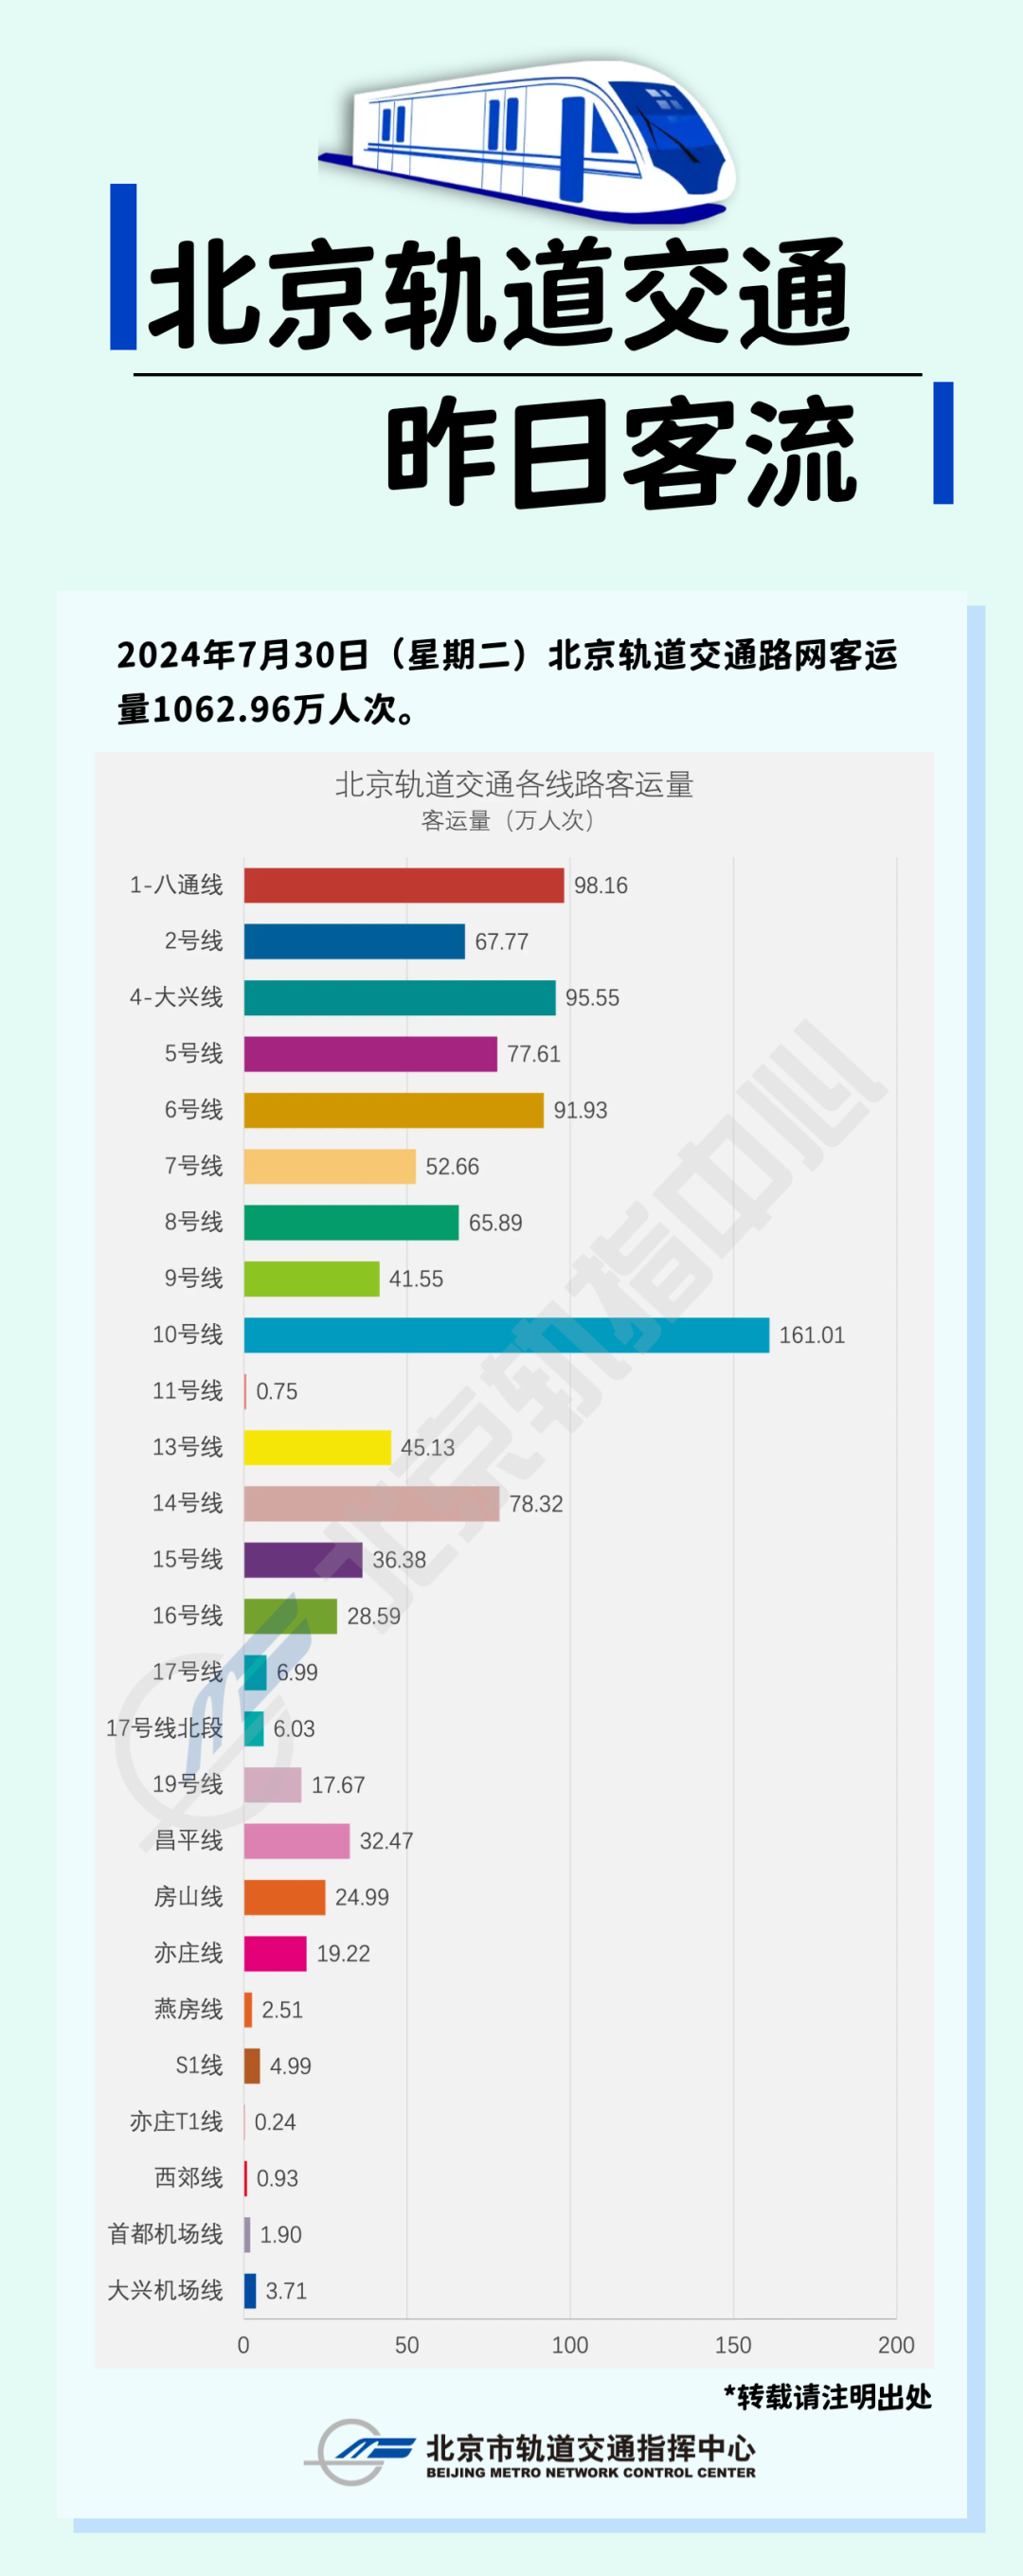 北京轨道交通
昨日客流
2024年7月30日（星期二）北京轨道交通路网客运
量1062.96万人次。
北京轨道交通各线路客运量
客运量（万人次）
1-八通线 98.16
2号线 67.77
4-大兴线 95.55
5号线 77.61
6号线 91.93
7号线 52.66
8号线 65.89
9号线 41.55
10号线 161.01
11号线 0.75
13号线 45.13
14号线 78.32
15号线 36.38
16号线 28.59
17号线 6.99
17号线北段 6.03
19号线 17.67
昌平线 32.47
房山线 24.99
亦庄线 19.22
燕房线 2.51
S1线 4.99
亦庄T1线 0.24
西郊线 0.93
首都机场线 1.90
大兴机场线 3.71
0 50 100 150 200
北京轨指中心
*转载请注明出处
北京市轨道交通指挥中心
BEIJING METRO NETWORK CONTROL CENTER